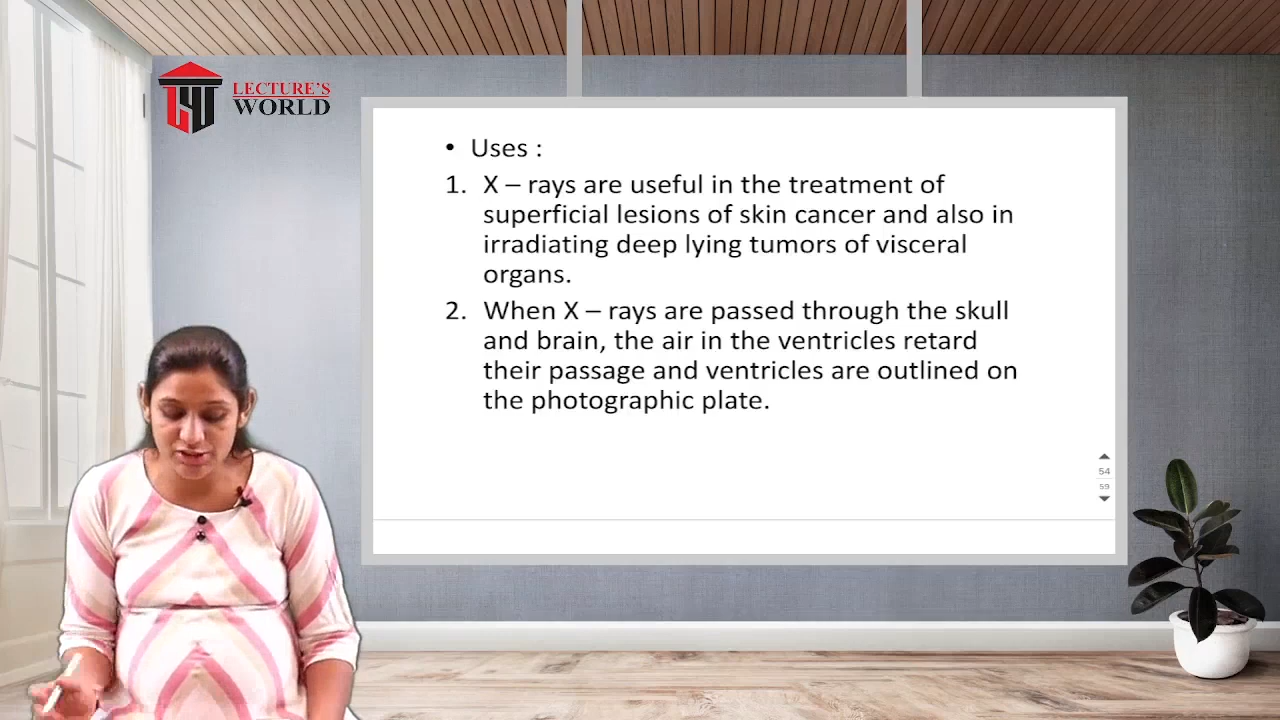 LECTURE'S
WORLD
• Uses :
1. X – rays are useful in the treatment of
superficial lesions of skin cancer and also in
irradiating deep lying tumors of visceral
organs.
2. When X – rays are passed through the skull
and brain, the air in the ventricles retard
their passage and ventricles are outlined on
the photographic plate.
54
59